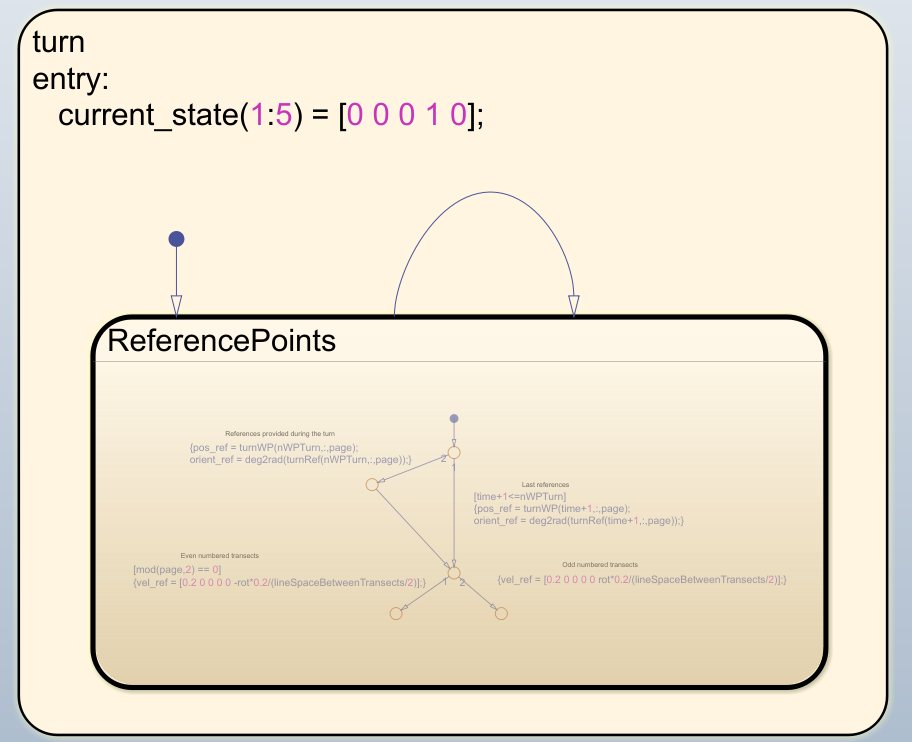 turn
entry:
current_state(1:5) = [0 0 0 1 0];
ReferencePoints
References provided during the turn
{pos_ref = turnWP(nWPTurn,:,page);
orient_ref = deg2rad(turnRef(nWPTurn,:,page));}
2
1
Last references
[time+1<=nWPTurn]
{pos_ref = turnWP(time+1,:,page);
orient_ref = deg2rad(turnRef(time+1,:,page));}
Even numbered transects
[mod(page,2) == 0]
{vel_ref = [0.2 0 0 0 0 -rot*0.2/(lineSpaceBetweenTransects/2)];}
1
2
Odd numbered transects
{vel_ref = [0.2 0 0 0 0 rot*0.2/(lineSpaceBetweenTransects/2)];}